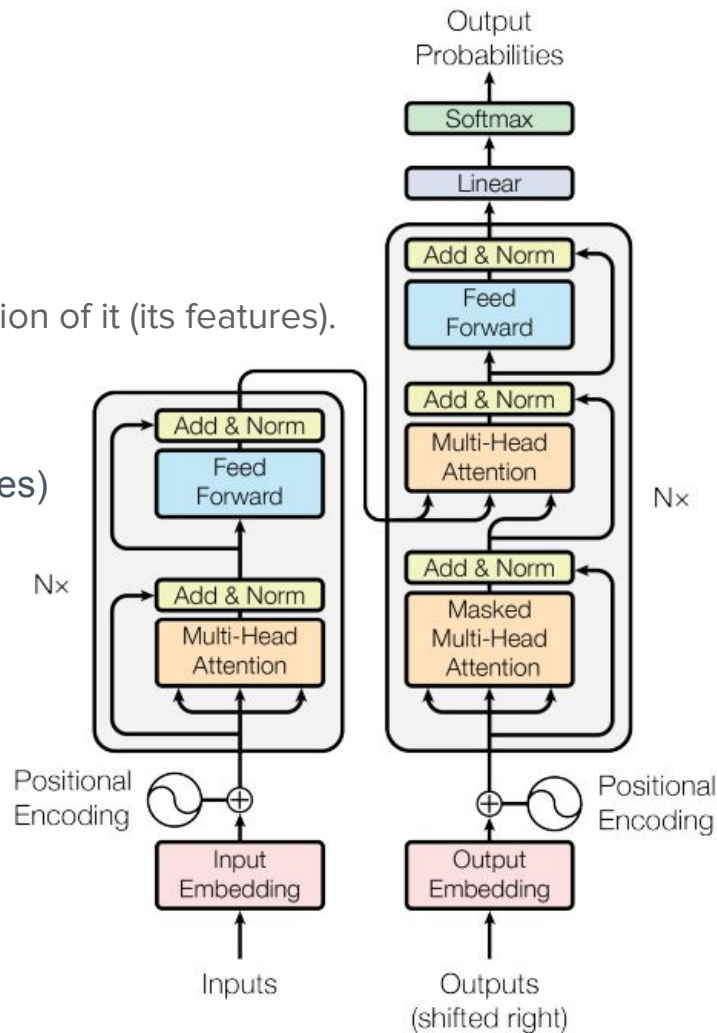 Output
Probabilities
Softmax
Linear
Add & Norm
Feed
Forward
Add & Norm
Multi-Head
Attention
Add & Norm
Masked
Multi-Head
Attention
Nx
Positional
Encoding
Output
Embedding
Outputs
(shifted right)
ion of it (its features).
es)
Add & Norm
Feed
Forward
Nx
Add & Norm
Multi-Head
Attention
Positional
Encoding
Input
Embedding
Inputs